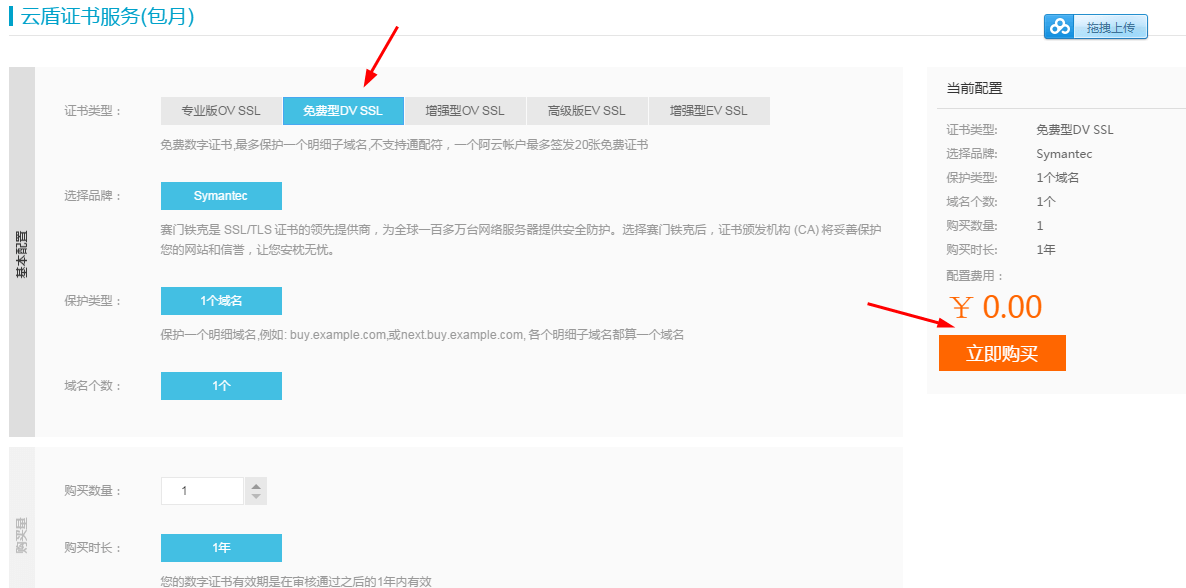 云盾证书服务(包月)
拖拽上传
基本配置
证书类型：
专业版OV SSL
免费型DV SSL
增强型OV SSL
高级版EV SSL
增强型EV SSL
免费数字证书,最多保护一个明细子域名,不支持通配符，一个阿云帐户最多签发20张免费证书
选择品牌：
Symantec
赛门铁克是 SSL/TLS 证书的领先提供商，为全球一百多万台网络服务器提供安全防护。选择赛门铁克后，证书颁发机构 (CA) 将妥善保护
您的网站和信誉，让您安枕无忧。
保护类型：
1个域名
保护一个明细域名,例如: buy.example.com,或next.buy.example.com, 各个明细子域名都算一个域名
域名个数：
1个
购买量
购买数量：
1
购买时长：
1年
您的数字证书有效期是在审核通过之后的1年内有效
当前配置
证书类型: 免费型DV SSL
选择品牌: Symantec
保护类型: 1个域名
域名个数: 1个
购买数量: 1
购买时长: 1年
配置费用：
￥ 0.00
立即购买